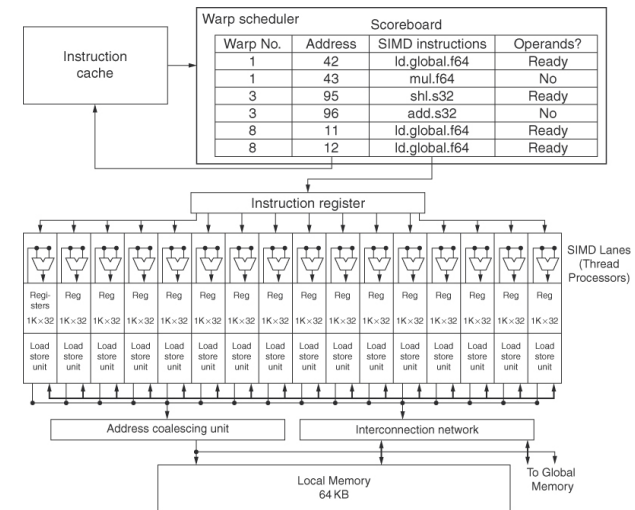 Warp scheduler
Scoreboard
Instruction
cache
Warp No. Address SIMD instructions Operands?
1 42 ld.global.f64 Ready
1 43 mul.f64 No
3 95 shl.s32 Ready
3 96 add.s32 No
8 11 ld.global.f64 Ready
8 12 ld.global.f64 Ready
Instruction register
SIMD Lanes
(Thread
Processors)
Regi- Reg Reg Reg Reg Reg Reg Reg Reg Reg Reg Reg Reg Reg Reg Reg
sters
1K×32 1K×32 1K×32 1K×32 1K×32 1K×32 1K×32 1K×32 1K×32 1K×32 1K×32 1K×32 1K×32 1K×32 1K×32 1K×32
Load Load Load Load Load Load Load Load Load Load Load Load Load Load Load Load
store store store store store store store store store store store store store store store store
unit unit unit unit unit unit unit unit unit unit unit unit unit unit unit unit
Address coalescing unit
Interconnection network
Local Memory
64 KB
To Global
Memory